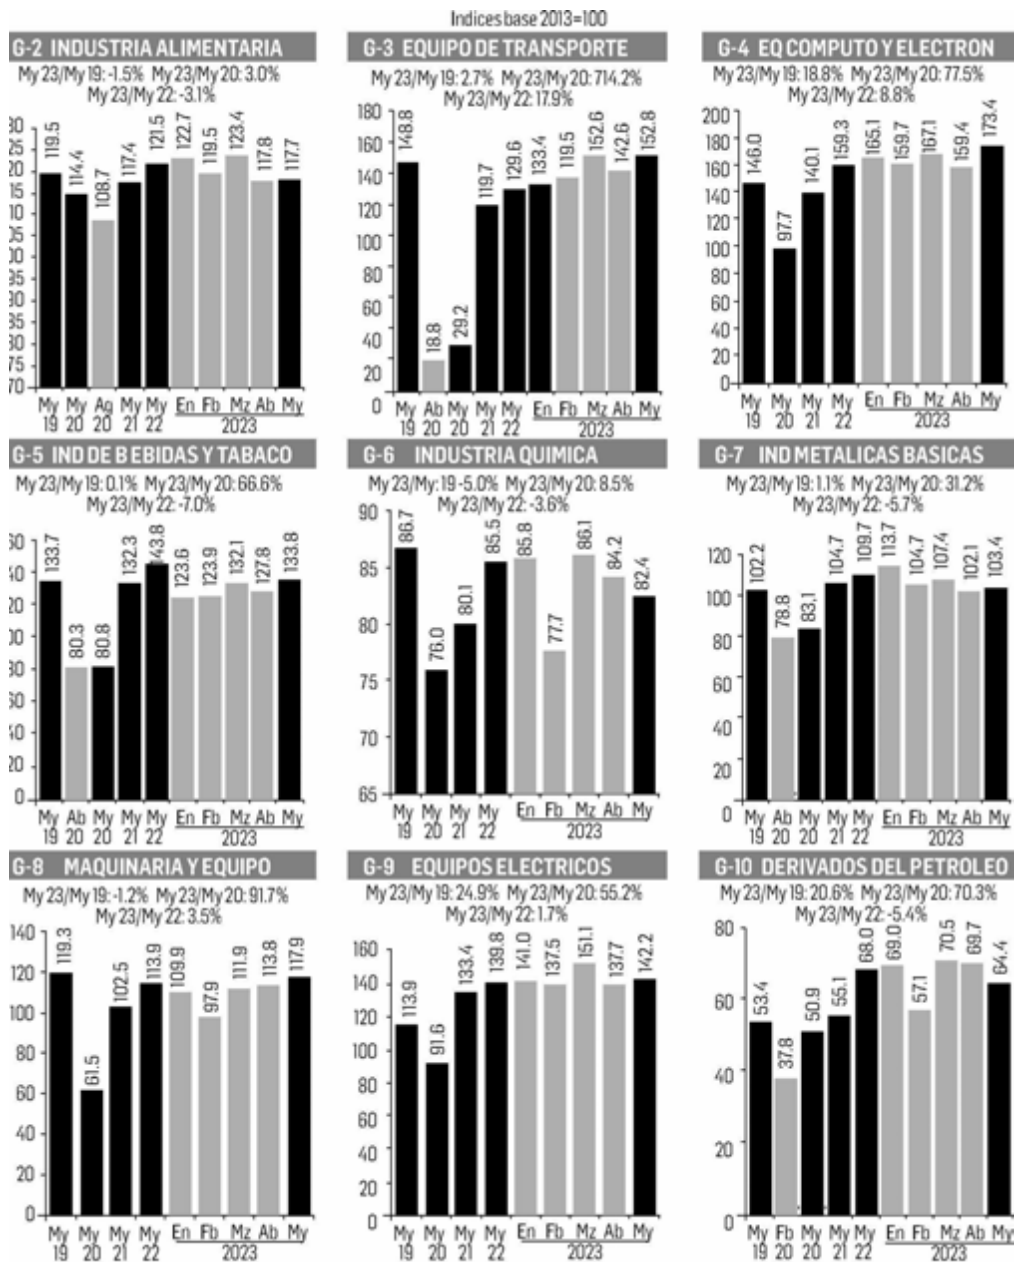 Indices base 2013=100
G-2 INDUSTRIA ALIMENTARIA
My 23/My 19: -1.5% My 23/My 20: 3.0%
My 23/My 22: -3.1%
119.5 114.4 108.7 117.4 121.5 122.7 119.5 123.4 117.8 117.7
My 19 My 20 Ag 20 My 21 My 22 En Fb Mz Ab My
2023
G-3 EQUIPO DE TRANSPORTE
My 23/My 19: 2.7% My 23/My 20: 714.2%
My 23/My 22: 17.9%
180
160
140
120
100
80
60
40
20
0
148.8 18.8 29.2 119.7 129.6 133.4 119.5 152.6 142.6 152.8
My 19 Ab 20 My 20 My 21 My 22 En Fb Mz Ab My
2023
G-4 EQ COMPUTO Y ELECTRON
My 23/My 19: 18.8% My 23/My 20: 77.5%
My 23/My 22: 8.8%
200
180
160
140
120
100
80
60
40
20
0
146.0 97.7 140.1 159.3 165.1 159.7 167.1 159.4 173.4
My 19 My 20 My 21 My 22 En Fb Mz Ab My
2023
G-5 IND DE B EBIDAS Y TABACO
My 23/My 19: 0.1% My 23/My 20: 66.6%
My 23/My 22: -7.0%
133.7 80.3 80.8 132.3 143.8 123.6 123.9 132.1 127.8 133.8
My 19 Ab 20 My 20 My 21 My 22 En Fb Mz Ab My
2023
G-6 INDUSTRIA QUIMICA
My 23/My: 19 -5.0% My 23/My 20: 8.5%
My 23/My 22: -3.6%
90
85
80
75
70
65
86.7 76.0 80.1 85.5 85.8 77.7 86.1 84.2 82.4
My 19 My 20 My 21 My 22 En Fb Mz Ab My
2023
G-7 IND METALICAS BASICAS
My 23/My 19: 1.1% My 23/My 20: 31.2%
My 23/My 22: -5.7%
120
100
80
60
40
20
0
102.2 78.8 83,1 104.7 109.7 113.7 104.7 107.4 102.1 103.4
My 19 Ab 20 My 20 My 21 My 22 En Fb Mz Ab My
2023
G-8 MAQUINARIA Y EQUIPO
My 23/My 19: -1.2% My 23/My 20: 91.7%
My 23/My 22: 3.5%
140
120
100
80
60
40
20
0
119.3 61.5 102.5 113.9 109.9 97.9 111.9 113.8 117.9
My 19 My 20 My 21 My 22 En Fb Mz Ab My
2023
G-9 EQUIPOS ELECTRICOS
My 23/My 19: 24.9% My 23/My 20: 55.2%
My 23/My 22: 1.7%
160
140
120
100
80
60
40
20
0
113.9 91.6 133.4 139.8 141.0 137.5 151.1 137.7 142.2
My 19 My 20 My 21 My 22 En Fb Mz Ab My
2023
G-10 DERIVADOS DEL PETROLEO
My 23/My 19: 20.6% My 23/My 20: 70.3%
My 23/My 22: -5.4%
80
60
40
20
0
53.4 37.8 50.9 55.1 68.0 69.0 57.1 70.5 69.7 64.4
My 19 Fb 20 My 20 My 21 My 22 En Fb Mz Ab My
2023